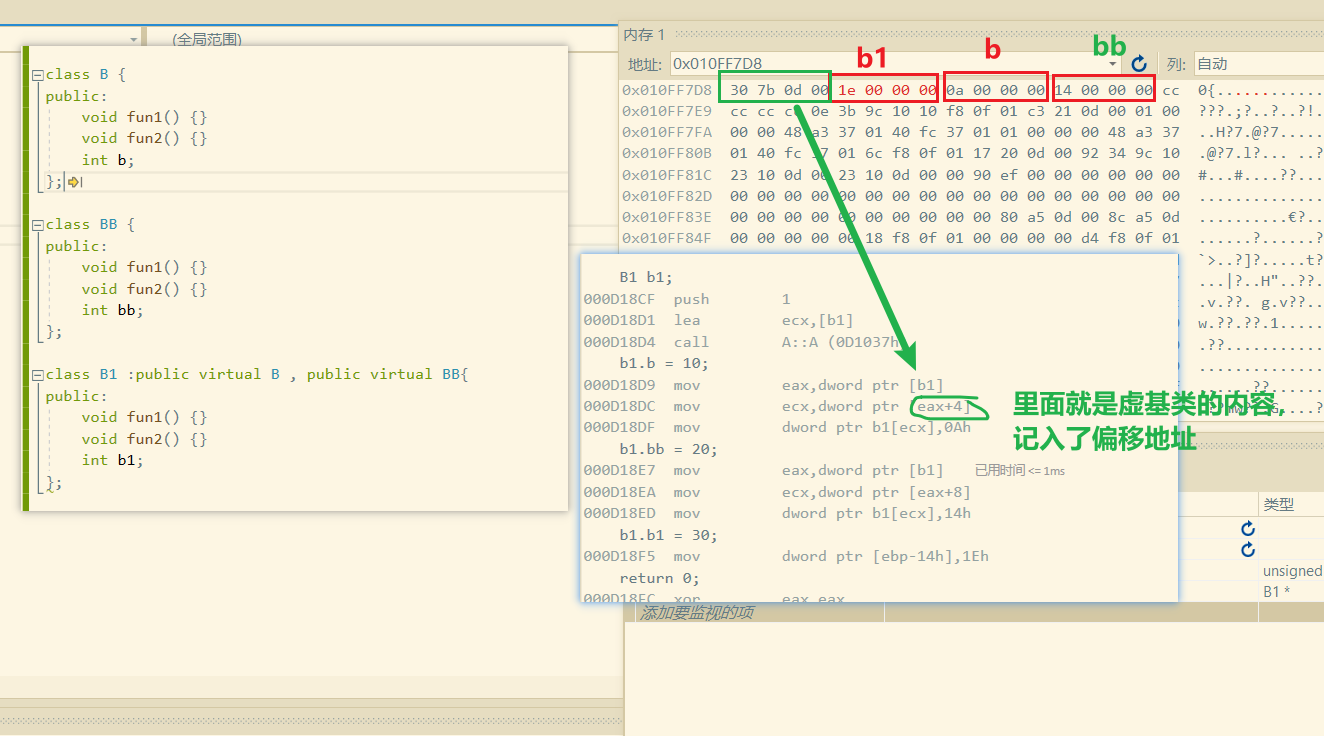 (全局范围)
class B {
public:
void fun1() {}
void fun2() {}
int b;
};
class BB {
public:
void fun1() {}
void fun2() {}
int bb;
};
class B1 :public virtual B , public virtual BB{
public:
void fun1() {}
void fun2() {}
int b1;
};
内存 1
b1
b
bb
地址: 0x010FF7D8
列: 自动
0x010FF7D8 30 7b 0d 00 1e 00 00 00 0a 00 00 00 14 00 00 00 cc 0{............
0x010FF7E9 cc cc 0e 3b 9c 10 10 f8 0f 01 c3 21 0d 00 01 00 ???.;?..?..?!.
0x010FF7FA 00 00 48 a3 37 01 40 fc 37 01 01 00 00 00 48 a3 37 ..H?7.@?7.....
0x010FF80B 01 40 fc 01 6c f8 0f 01 17 20 0d 00 92 34 9c 10 .@?7.l?... ..?
0x010FF81C 23 10 0d 00 23 10 0d 00 00 90 ef 00 00 00 00 00 00 #...#....??...
0x010FF82D 00 00 00 00 00 00 00 00 00 00 00 00 00 00 00 00 ..............
0x010FF83E 00 00 00 00 00 00 00 00 00 00 80 a5 0d 00 8c a5 0d ..........€?..
0x010FF84F 00 00 00 00 18 f8 0f 01 00 00 00 00 d4 f8 0f 01 ......?......?
`>..?]?.....t?
...|?..H"..??.
.v.??. g.v??..
w.??.??.1.....
.??...........
B1 b1;
000D18CF push 1
000D18D1 lea ecx,[b1]
000D18D4 call A::A (0D1037h
b1.b = 10;
000D18D9 mov eax,dword ptr [b1]
000D18DC mov ecx,dword ptr [eax+4]
000D18DF mov dword ptr b1[ecx],0Ah
b1.bb = 20;
000D18E7 mov eax,dword ptr [b1] 已用时间 <= 1ms
000D18EA mov ecx,dword ptr [eax+8]
000D18ED mov dword ptr b1[ecx],14h
b1.b1 = 30;
000D18F5 mov dword ptr [ebp-14h],1Eh
return 0;
000D18FC xor eax,eax
里面就是虚基类的内容,
记入了偏移地址
类型
unsigned
B1 *
添加要监视的项